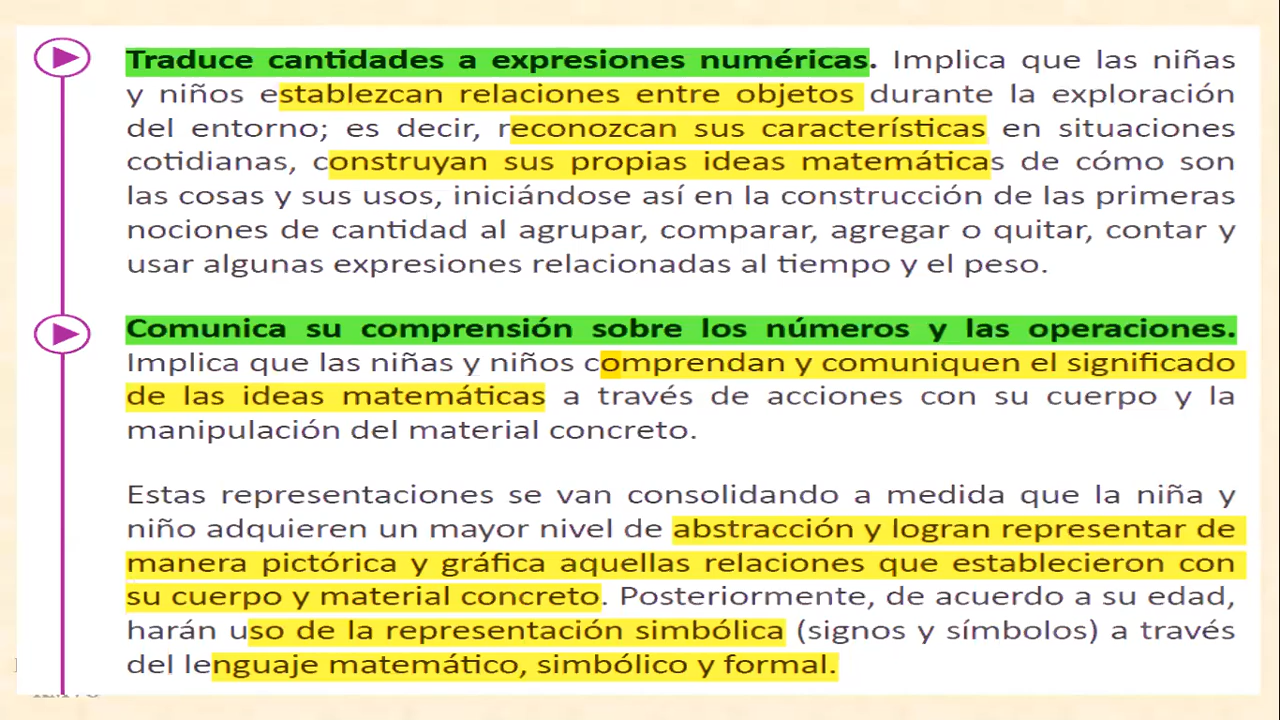 Traduce cantidades a expresiones numéricas. Implica que las niñas
y niños establezcan relaciones entre objetos durante la exploración
del entorno; es decir, reconozcan sus características en situaciones
cotidianas, construyan sus propias ideas matemáticas de cómo son
las cosas y sus usos, iniciándose así en la construcción de las primeras
nociones de cantidad al agrupar, comparar, agregar o quitar, contar y
usar algunas expresiones relacionadas al tiempo y el peso.
Comunica su comprensión sobre los números y las operaciones.
Implica que las niñas y niños comprendan y comuniquen el significado
de las ideas matemáticas a través de acciones con su cuerpo y la
manipulación del material concreto.
Estas representaciones se van consolidando a medida que la niña y
niño adquieren un mayor nivel de abstracción y logran representar de
manera pictórica y gráfica aquellas relaciones que establecieron con
su cuerpo y material concreto. Posteriormente, de acuerdo a su edad,
harán uso de la representación simbólica (signos y símbolos) a través
del lenguaje matemático, simbólico y formal.